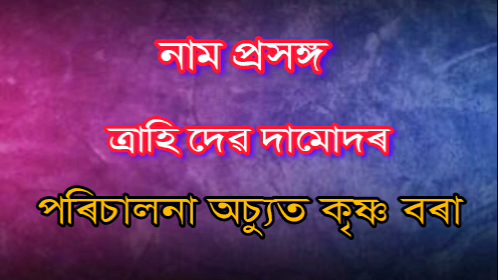 নাম প্ৰসঙ্গ
ত্ৰাহি দেৱ দামোদৰ
পৰিচালনা অচ্যুত কৃষ্ণ বৰা